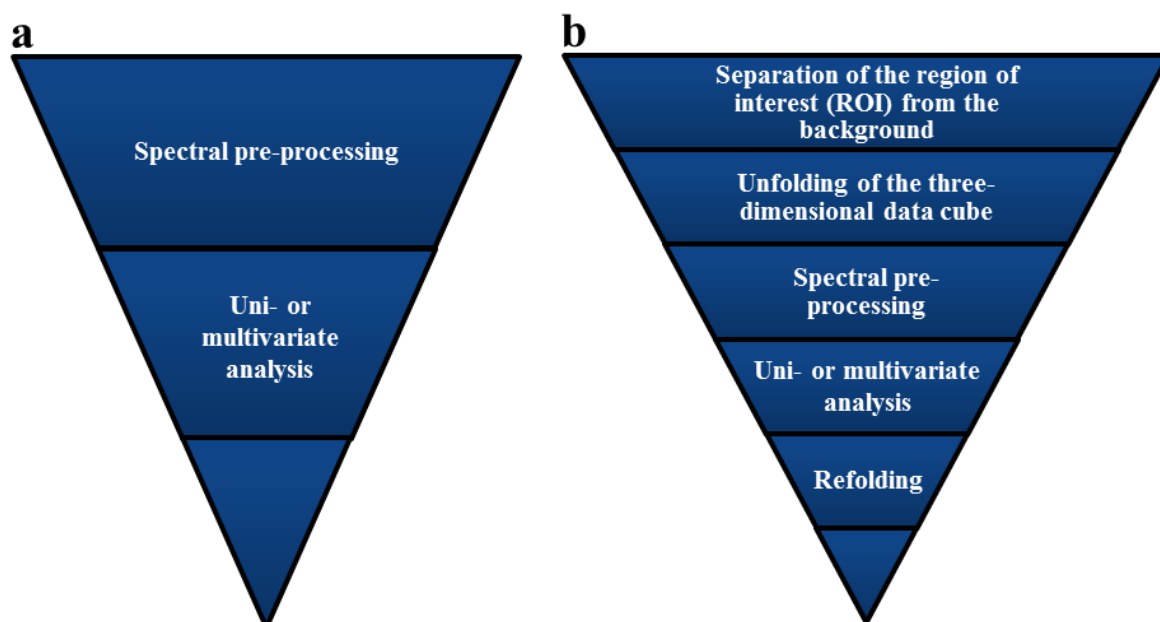 a
Spectral pre-processing
Uni- or
multivariate
analysis
b
Separation of the region of
interest (ROI) from the
background
Unfolding of the three-
dimensional data cube
Spectral pre-
processing
Uni- or multivariate
analysis
Refolding